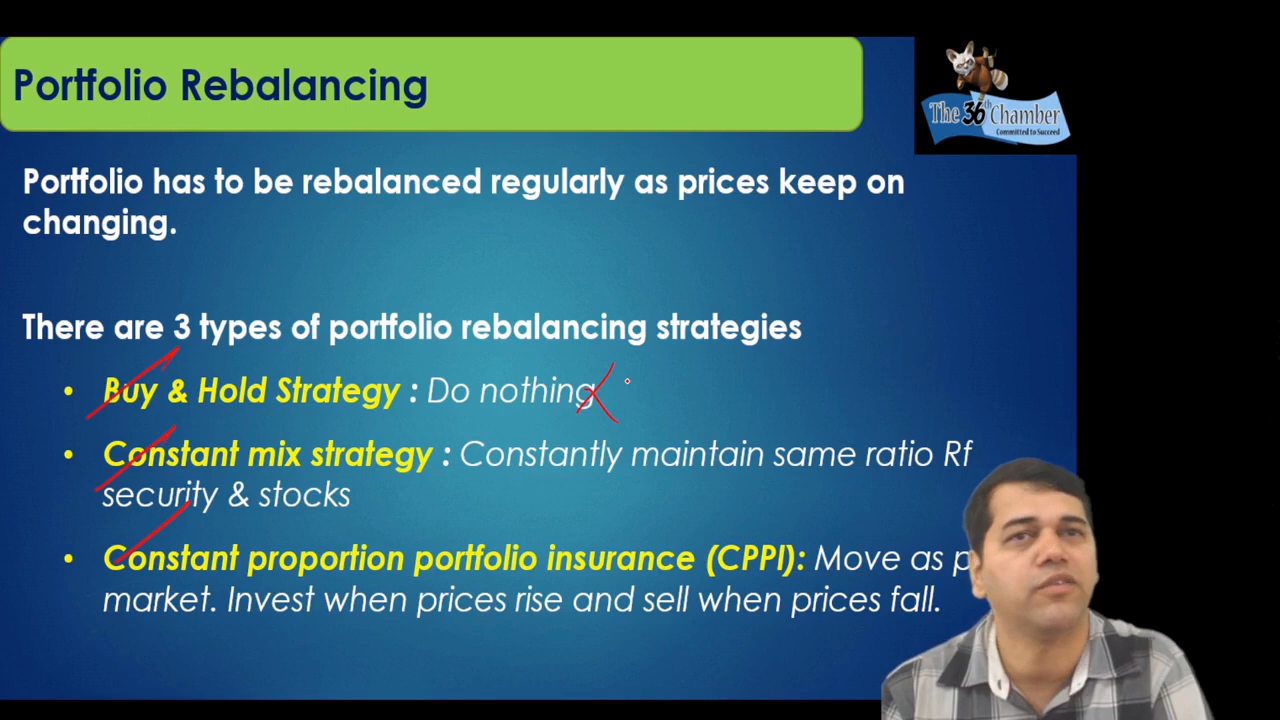 Portfolio Rebalancing
The 36th Chamber
Committed to Succeed
Portfolio has to be rebalanced regularly as prices keep on
changing.
There are 3 types of portfolio rebalancing strategies
• Buy & Hold Strategy : Do nothing
• Constant mix strategy : Constantly maintain same ratio Rf
security & stocks
• Constant proportion portfolio insurance (CPPI): Move as
market. Invest when prices rise and sell when prices fall.